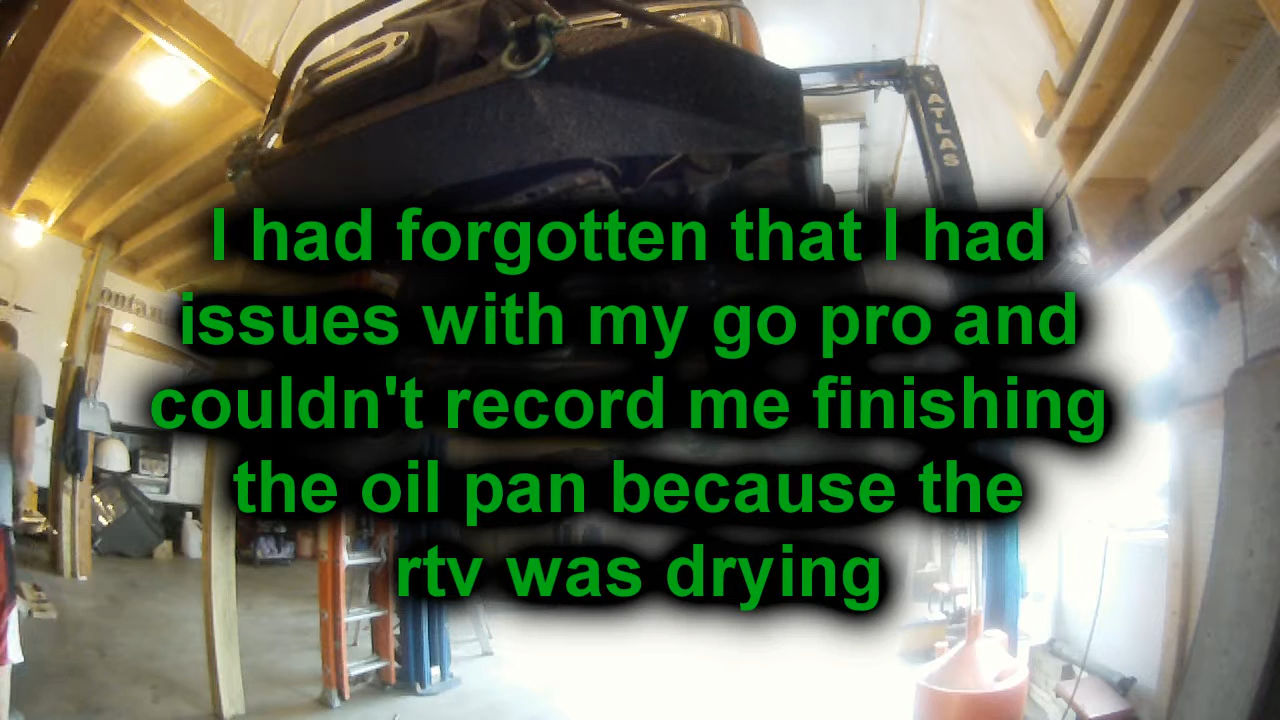 ATLAS
I had forgotten that I had
issues with my go pro and
couldn't record me finishing
the oil pan because the
rtv was drying